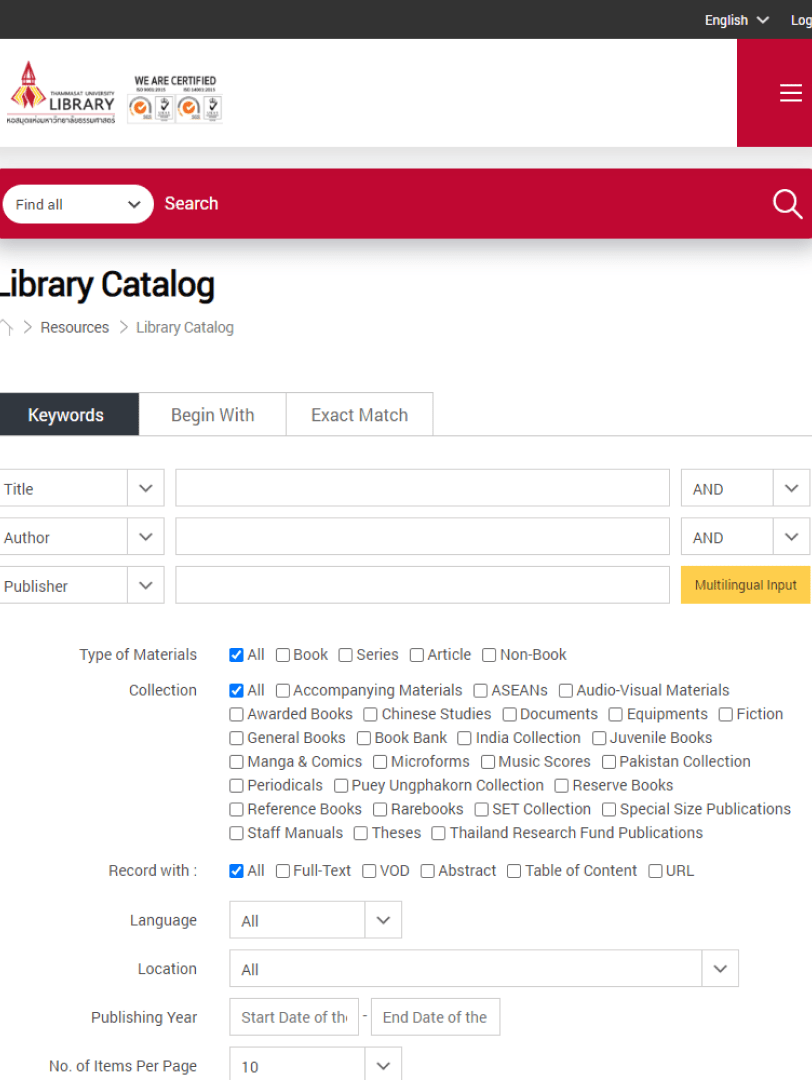 English Log
THAMMASAT UNIVERSITY
LIBRARY
หอสมุดแห่งมหาวิทยาลัยธรรมศาสตร์
WE ARE CERTIFIED
ISO 9001:2015 ISO 14001:2015
Find all Search
Library Catalog
Resources Library Catalog
Keywords Begin With Exact Match
Title AND
Author AND
Publisher Multilingual Input
Type of Materials All Book Series Article Non-Book
Collection All Accompanying Materials ASEANs Audio-Visual Materials
Awarded Books Chinese Studies Documents Equipments Fiction
General Books Book Bank India Collection Juvenile Books
Manga & Comics Microforms Music Scores Pakistan Collection
Periodicals Puey Ungphakorn Collection Reserve Books
Reference Books Rarebooks SET Collection Special Size Publications
Staff Manuals Theses Thailand Research Fund Publications
Record with : All Full-Text VOD Abstract Table of Content URL
Language All
Location All
Publishing Year Start Date of the - End Date of the
No. of Items Per Page 10